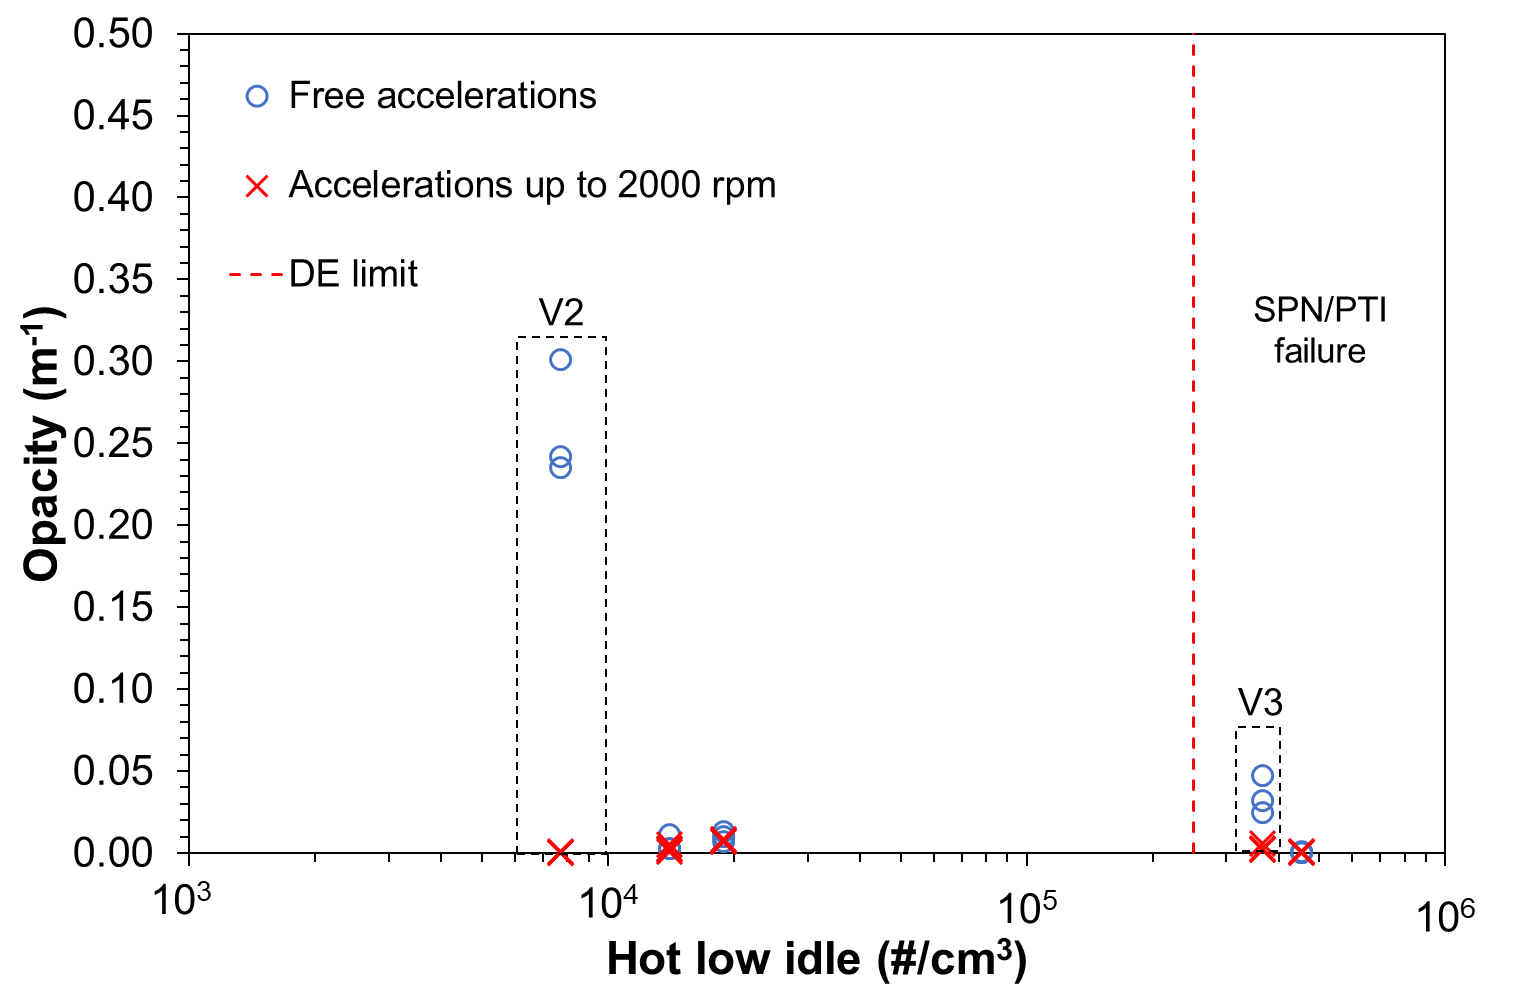 0.50
0.45
0.40
0.35
0.30
0.25
0.20
0.15
0.10
0.05
0.00
Opacity (m⁻¹)
Free accelerations
Accelerations up to 2000 rpm
DE limit
V2
SPN/PTI
failure
V3
10³
10⁴
10⁵
10⁶
Hot low idle (#/cm³)